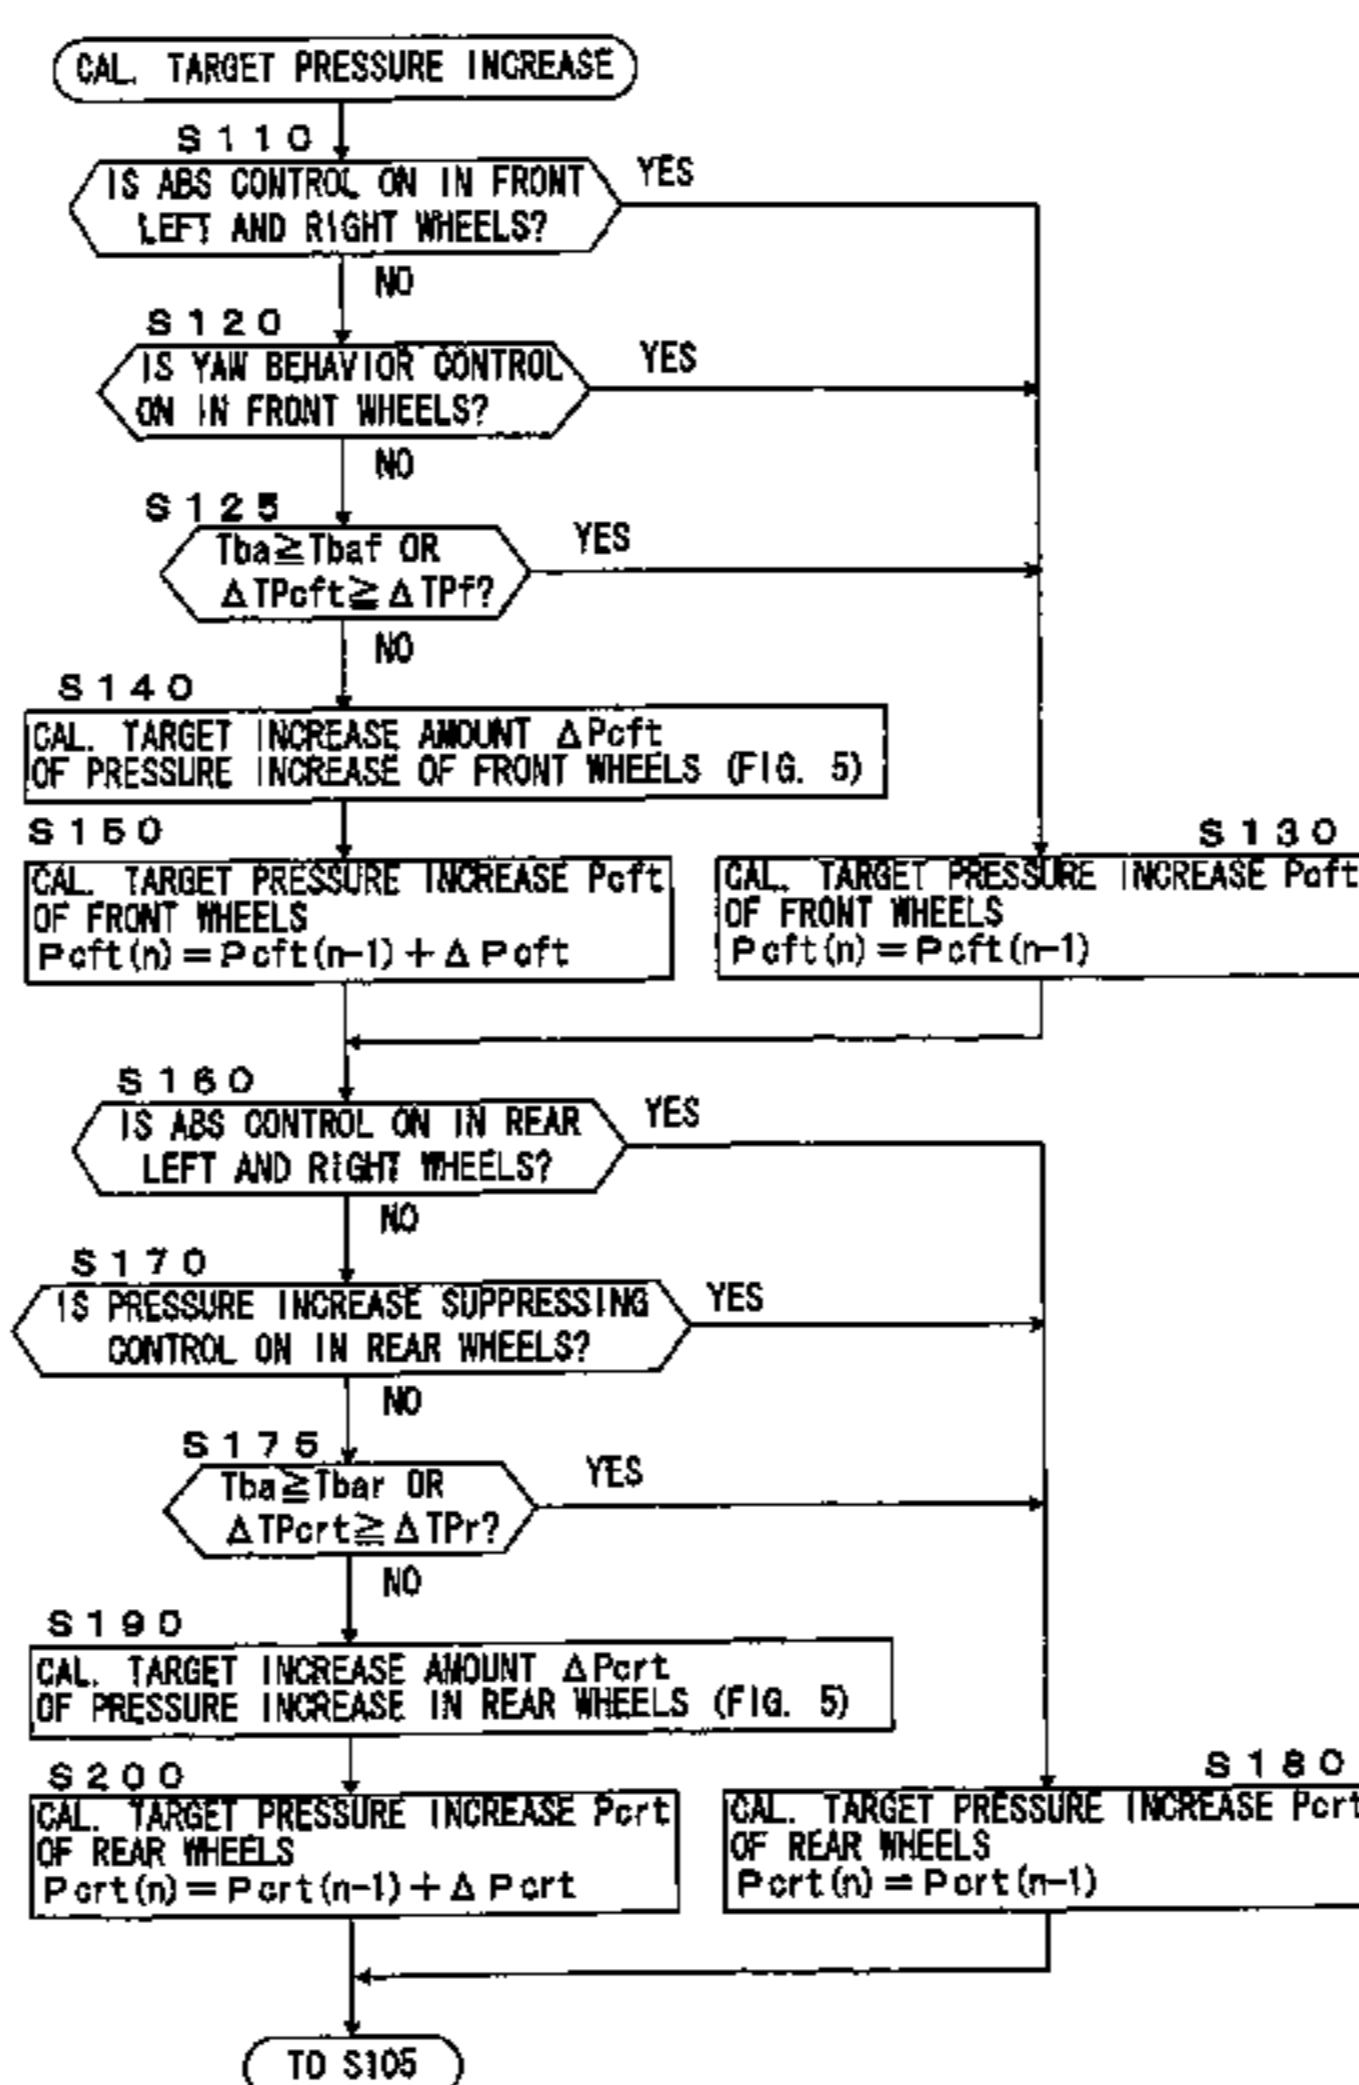 CAL. TARGET PRESSURE INCREASE
S110
IS ABS CONTROL ON IN FRONT
LEFT AND RIGHT WHEELS?
YES
NO
S120
IS YAW BEHAVIOR CONTROL
ON IN FRONT WHEELS?
YES
NO
S125
Tba≧Tbaf OR
ΔTPcft≧ΔTPf?
YES
NO
S140
CAL. TARGET INCREASE AMOUNT ΔPcft
OF PRESSURE INCREASE OF FRONT WHEELS (FIG. 5)
S150
CAL. TARGET PRESSURE INCREASE Pcft
OF FRONT WHEELS
Pcft(n)=Pcft(n-1)+ΔPcft
S130
CAL. TARGET PRESSURE INCREASE Pcft
OF FRONT WHEELS
Pcft(n)=Pcft(n-1)
S160
IS ABS CONTROL ON IN REAR
LEFT AND RIGHT WHEELS?
YES
NO
S170
IS PRESSURE INCREASE SUPPRESSING
CONTROL ON IN REAR WHEELS?
YES
NO
S175
Tba≧Tbar OR
ΔTPcrt≧ΔTPr?
YES
NO
S190
CAL. TARGET INCREASE AMOUNT ΔPcrt
OF PRESSURE INCREASE IN REAR WHEELS (FIG. 5)
S200
CAL. TARGET PRESSURE INCREASE Pcrt
OF REAR WHEELS
Pcrt(n)=Pcrt(n-1)+ΔPcrt
S180
CAL. TARGET PRESSURE INCREASE Pcrt
OF REAR WHEELS
Pcrt(n)=Pcrt(n-1)
TO S105